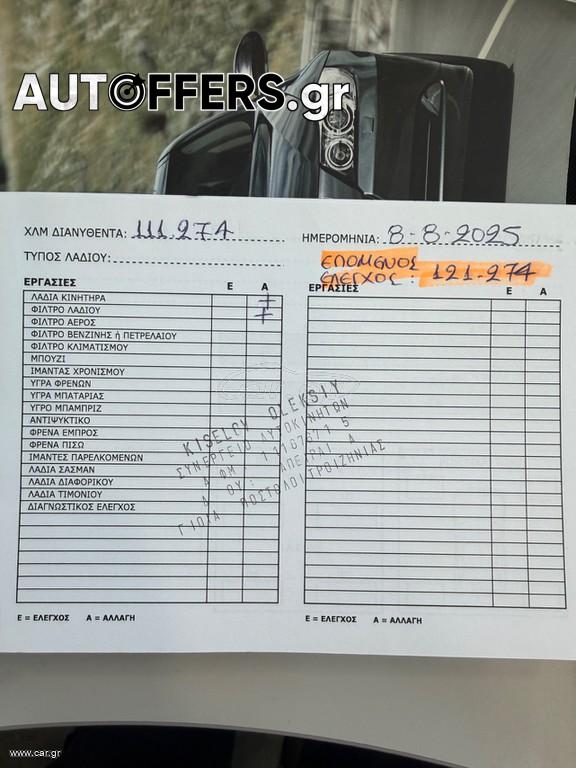 AUTOFFERS.gr
ΧΛΜ ΔΙΑΝΥΘΕΝΤΑ: 111.274
ΗΜΕΡΟΜΗΝΙΑ: 8-8-2025
ΤΥΠΟΣ ΛΑΔΙΟΥ:
ΕΠΟΜΕΝΟΣ
ΕΛΕΓΧΟΣ: 121.274
ΕΡΓΑΣΙΕΣ Ε Α
ΛΑΔΙΑ ΚΙΝΗΤΗΡΑ
ΦΙΛΤΡΟ ΛΑΔΙΟΥ
ΦΙΛΤΡΟ ΑΕΡΟΣ
ΦΙΛΤΡΟ ΒΕΝΖΙΝΗΣ ή ΠΕΤΡΕΛΑΙΟΥ
ΦΙΛΤΡΟ ΚΛΙΜΑΤΙΣΜΟΥ
ΜΠΟΥΖΙ
ΙΜΑΝΤΑΣ ΧΡΟΝΙΣΜΟΥ
ΥΓΡΑ ΦΡΕΝΩΝ
ΥΓΡΑ ΜΠΑΤΑΡΙΑΣ
ΥΓΡΟ ΜΠΑΜΠΡΙΖ
ΑΝΤΙΨΥΚΤΙΚΟ
ΦΡΕΝΑ ΕΜΠΡΟΣ
ΦΡΕΝΑ ΠΙΣΩ
ΙΜΑΝΤΕΣ ΠΑΡΕΛΚΟΜΕΝΩΝ
ΛΑΔΙΑ ΣΑΣΜΑΝ
ΛΑΔΙΑ ΔΙΑΦΟΡΙΚΟΥ
ΛΑΔΙΑ ΤΙΜΟΝΙΟΥ
ΔΙΑΓΝΩΣΤΙΚΟΣ ΕΛΕΓΧΟΣ
Ε = ΕΛΕΓΧΟΣ Α = ΑΛΛΑΓΗ
ΕΡΓΑΣΙΕΣ Ε Α
Ε = ΕΛΕΓΧΟΣ Α = ΑΛΛΑΓΗ
KISELOV OLEKSIY
ΣΥΝΕΡΓΕΙΟ ΑΥΤΟΚΙΝΗΤΩΝ
ΑΦΜ
www.car.gr